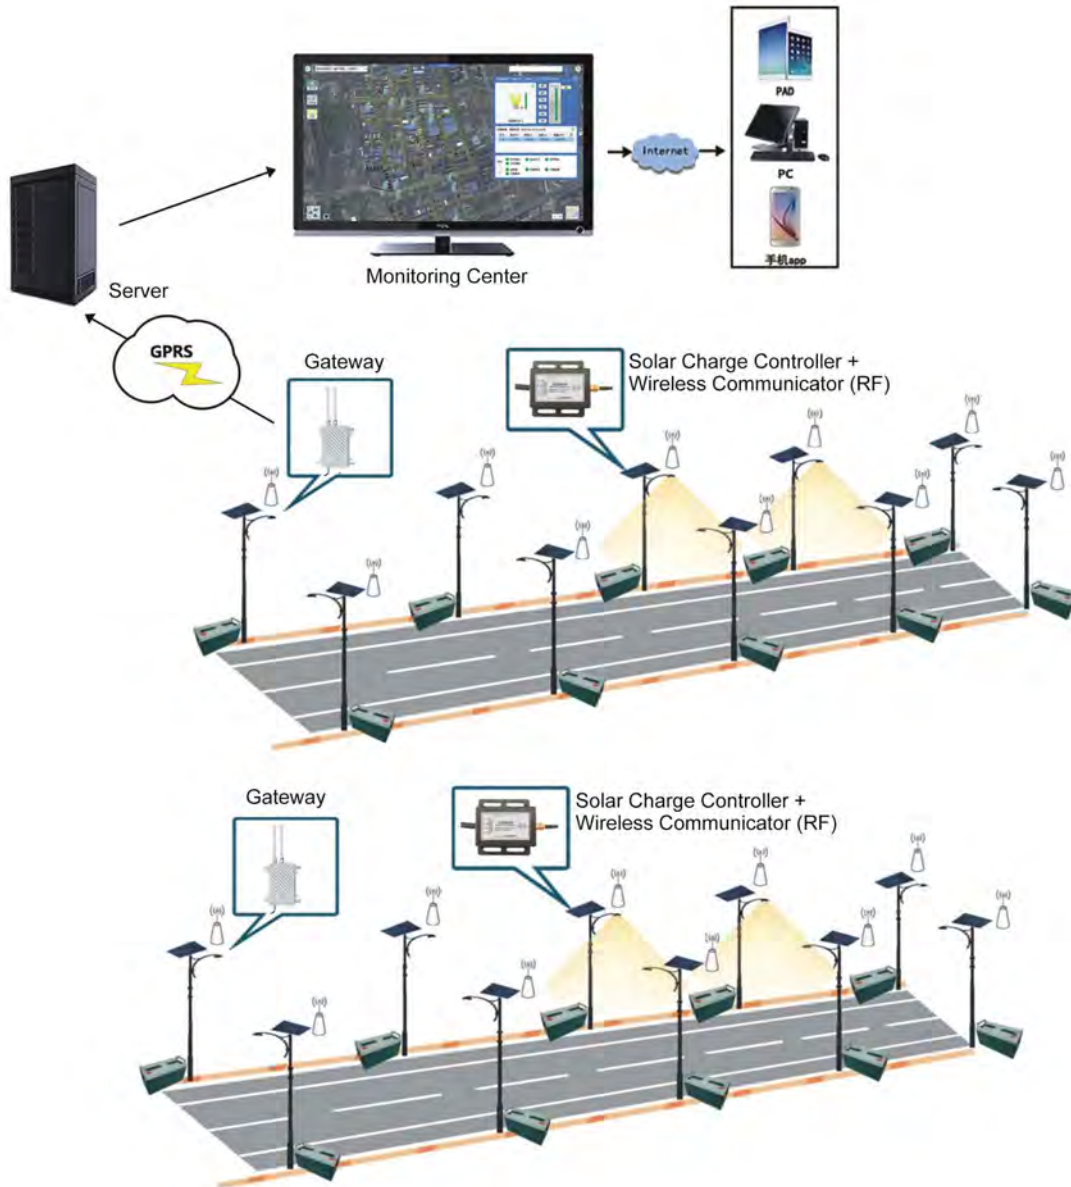 Internet
PAD
PC
手机app
Monitoring Center
Server
GPRS
Gateway
Solar Charge Controller +
Wireless Communicator (RF)
Gateway
Solar Charge Controller +
Wireless Communicator (RF)